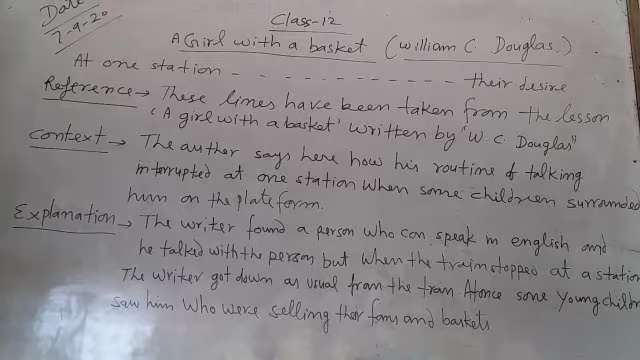 Date
7-9-20
Class-12
A Girl with a basket (William C. Douglas.)
At one station - - - - - - - - - - - their desire
Reference → These lines have been taken from the lesson
'A girl with a basket' written by "W. C. Douglas"
Context → The auther says here how his routine of talking
interrupted at one station when some children surrounded
him on the plateform.
Explanation → The writer found a person who can speak in english and
he talked with the person but when the train stopped at a station
The writer got down as usual from the train. Atonce some Young childr
saw him who were selling their fans and baskets